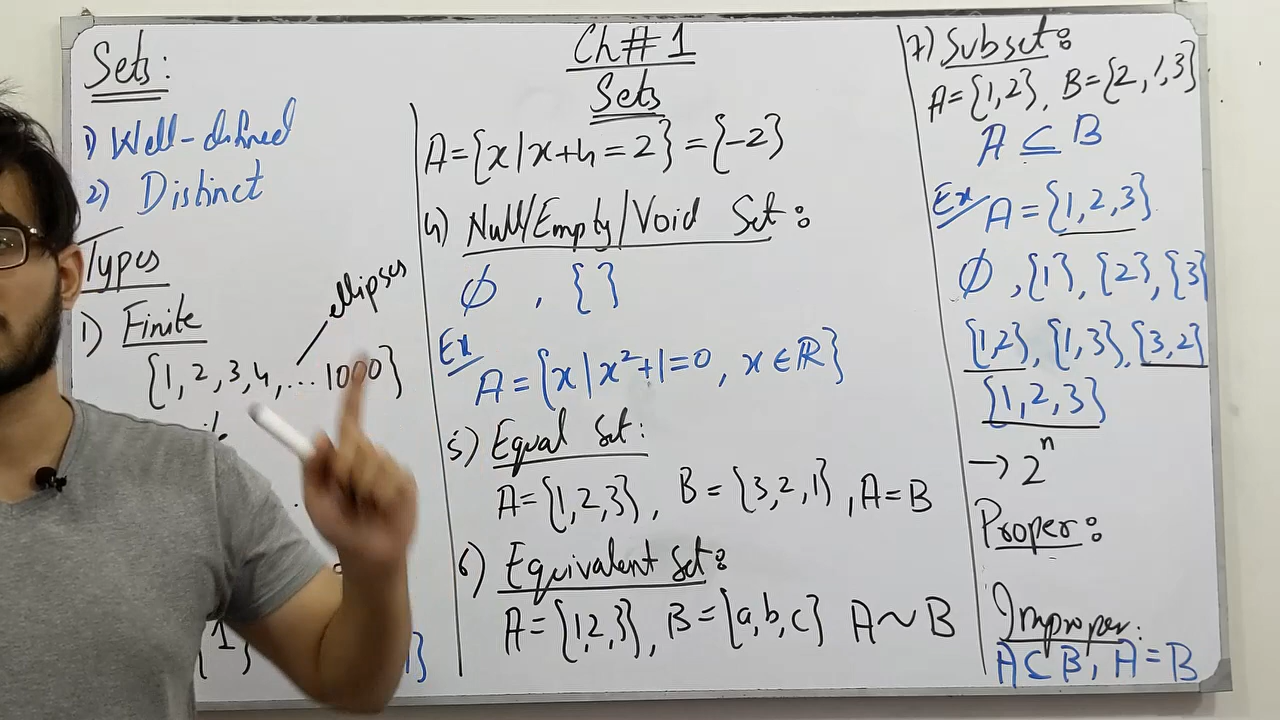 Sets:
1) Well-defined
2) Distinct
Types
1) Finite
{1, 2, 3, 4, ... 1000}
ellipses
Ch# 1
Sets
A={x|x+4=2}={-2}
4) Null/Empty/Void Set:
∅ , { }
Ex
A={x|x²+1=0, x∈ℝ}
5) Equal Set:
A={1,2,3}, B={3,2,1}, A=B
6) Equivalent Set:
A={1,2,3}, B={a,b,c} A~B
7) Subset:
A={1,2}, B={2,1,3}
A⊆B
Ex A={1,2,3}
∅, {1}, {2}, {3}
{1,2}, {1,3}, {3,2}
{1,2,3}
→ 2ⁿ
Proper:
Improper:
A⊆B, A=B